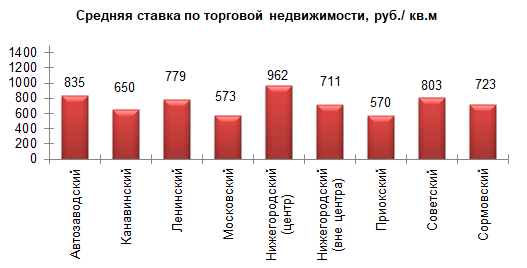 Средняя ставка по торговой недвижимости, руб./ кв.м
1400
1200
1000
800
600
400
200
0
835
650
779
573
962
711
570
803
723
Автозаводский
Канавинский
Ленинский
Московский
Нижегородский
(центр)
Нижегородский
(вне центра)
Приокский
Советский
Сормовский